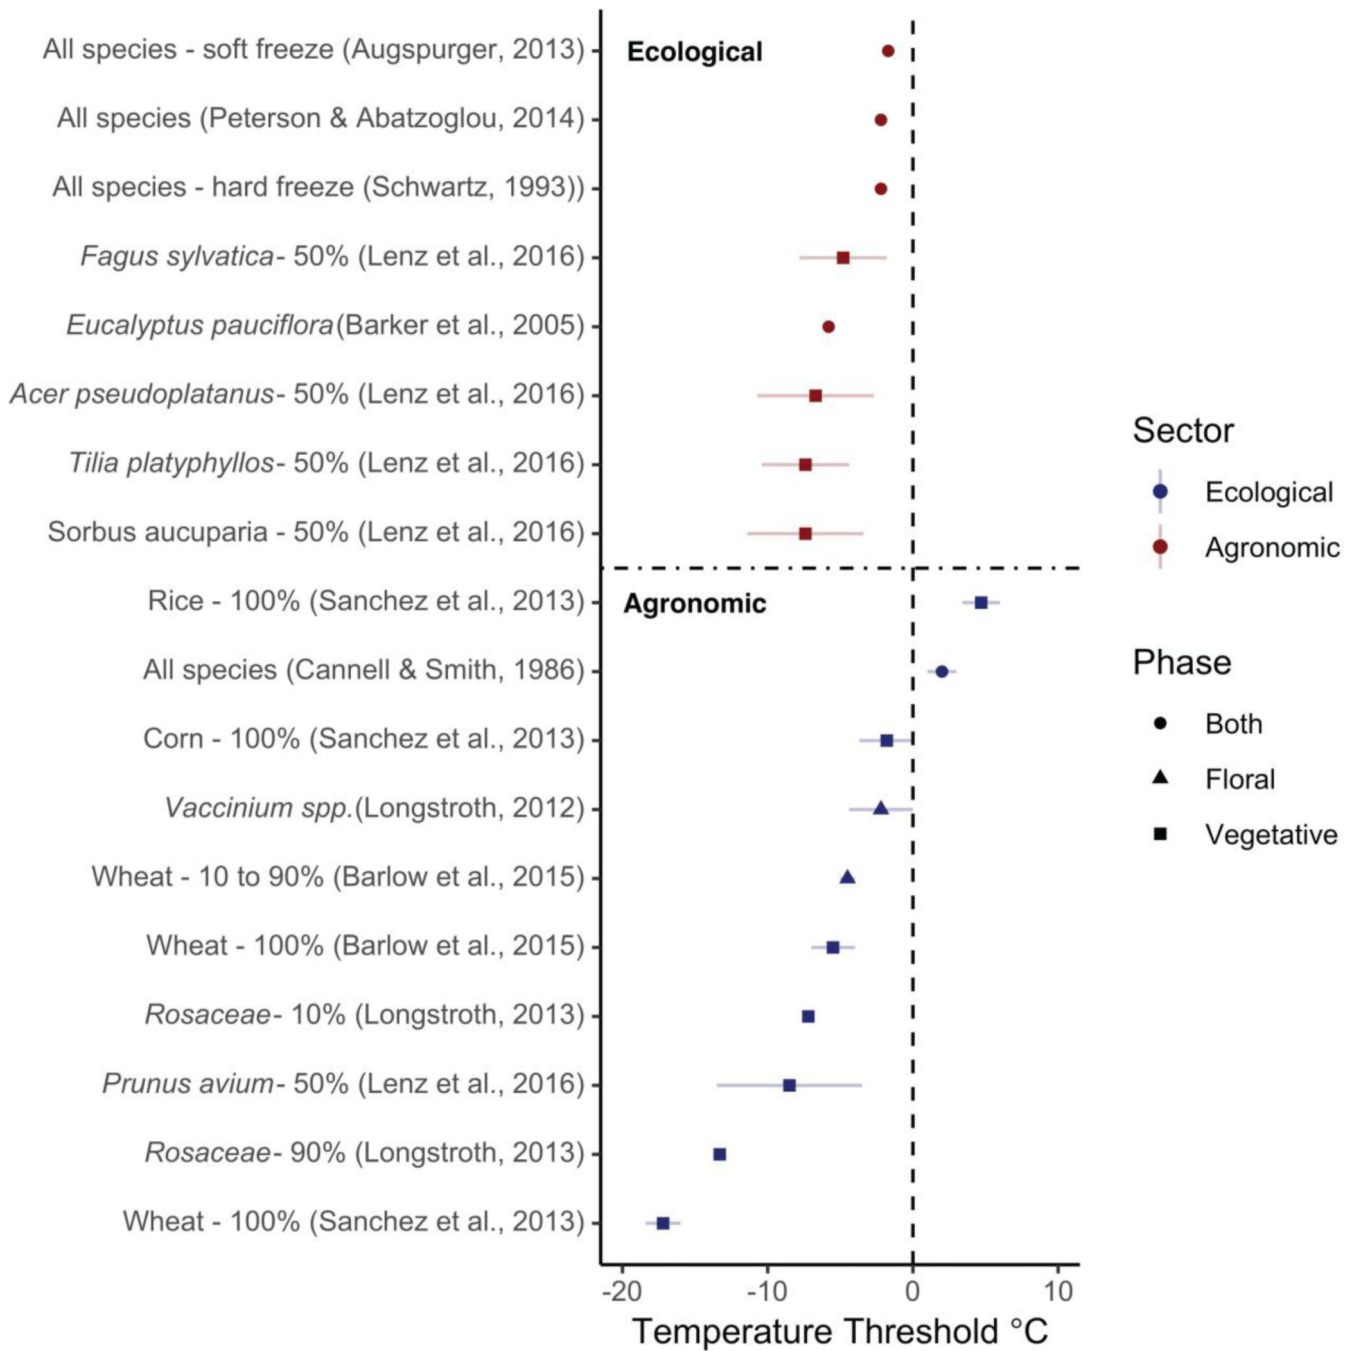 All species - soft freeze (Augspurger, 2013)
Ecological
All species (Peterson & Abatzoglou, 2014)
All species - hard freeze (Schwartz, 1993))
Fagus sylvatica- 50% (Lenz et al., 2016)
Eucalyptus pauciflora(Barker et al., 2005)
Acer pseudoplatanus- 50% (Lenz et al., 2016)
Tilia platyphyllos- 50% (Lenz et al., 2016)
Sorbus aucuparia - 50% (Lenz et al., 2016)
Rice - 100% (Sanchez et al., 2013)
Agronomic
All species (Cannell & Smith, 1986)
Corn - 100% (Sanchez et al., 2013)
Vaccinium spp.(Longstroth, 2012)
Wheat - 10 to 90% (Barlow et al., 2015)
Wheat - 100% (Barlow et al., 2015)
Rosaceae- 10% (Longstroth, 2013)
Prunus avium- 50% (Lenz et al., 2016)
Rosaceae- 90% (Longstroth, 2013)
Wheat - 100% (Sanchez et al., 2013)
-20 -10 0 10
Temperature Threshold °C
Sector
Ecological
Agronomic
Phase
Both
Floral
Vegetative